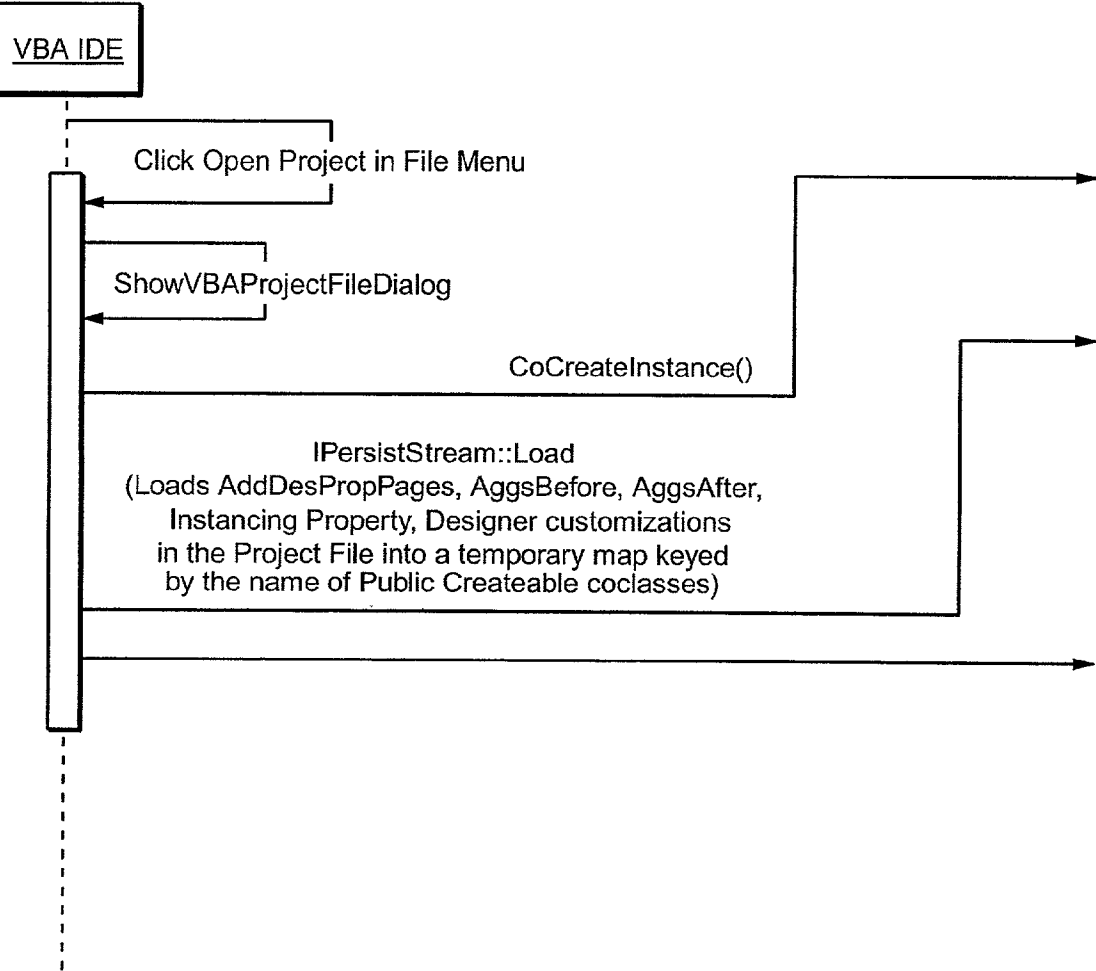 VBA IDE
Click Open Project in File Menu
ShowVBAProjectFileDialog
CoCreateInstance()
IPersistStream::Load
(Loads AddDesPropPages, AggsBefore, AggsAfter,
Instancing Property, Designer customizations
in the Project File into a temporary map keyed
by the name of Public Createable coclasses)